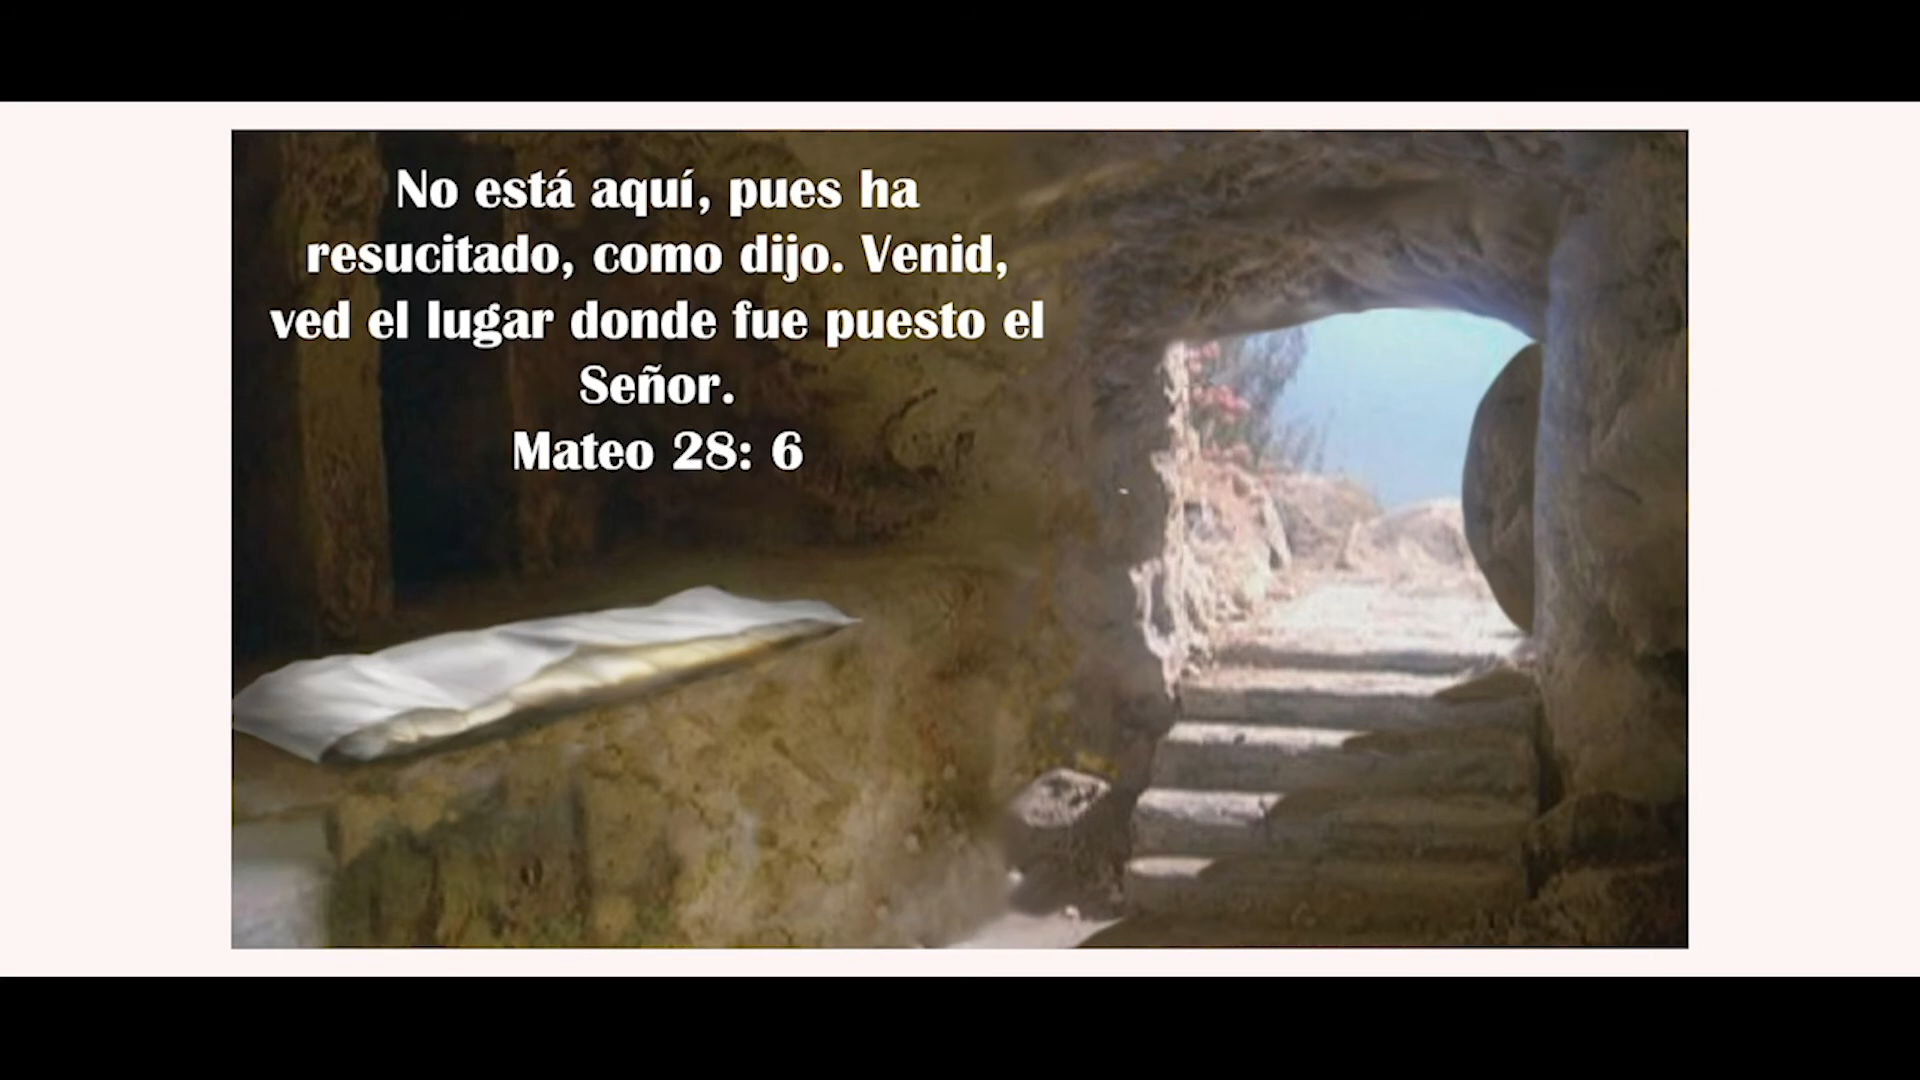 No está aquí, pues ha
resucitado, como dijo. Venid,
ved el lugar donde fue puesto el
Señor.
Mateo 28: 6